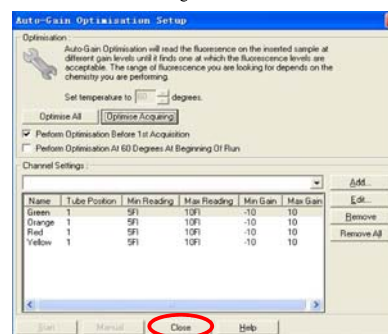 Auto-Gain Optimisation Setup
Optimisation :
Auto-Gain Optimisation will read the fluoresence on the inserted sample at
different gain levels until it finds one at which the fluorescence levels are
acceptable. The range of fluorescence you are looking for depends on the
chemistry you are performing.
Set temperature to 60 degrees.
Optimise All Optimise Acquiring
Perform Optimisation Before 1st Acquisition
Perform Optimisation At 60 Degrees At Beginning Of Run
Channel Settings :
Add...
Name Tube Position Min Reading Max Reading Min Gain Max Gain
Green 1 5Fl 10Fl -10 10
Orange 1 5Fl 10Fl -10 10
Red 1 5Fl 10Fl -10 10
Yellow 1 5Fl 10Fl -10 10
Edit...
Remove
Remove All
Start Manual Close Help